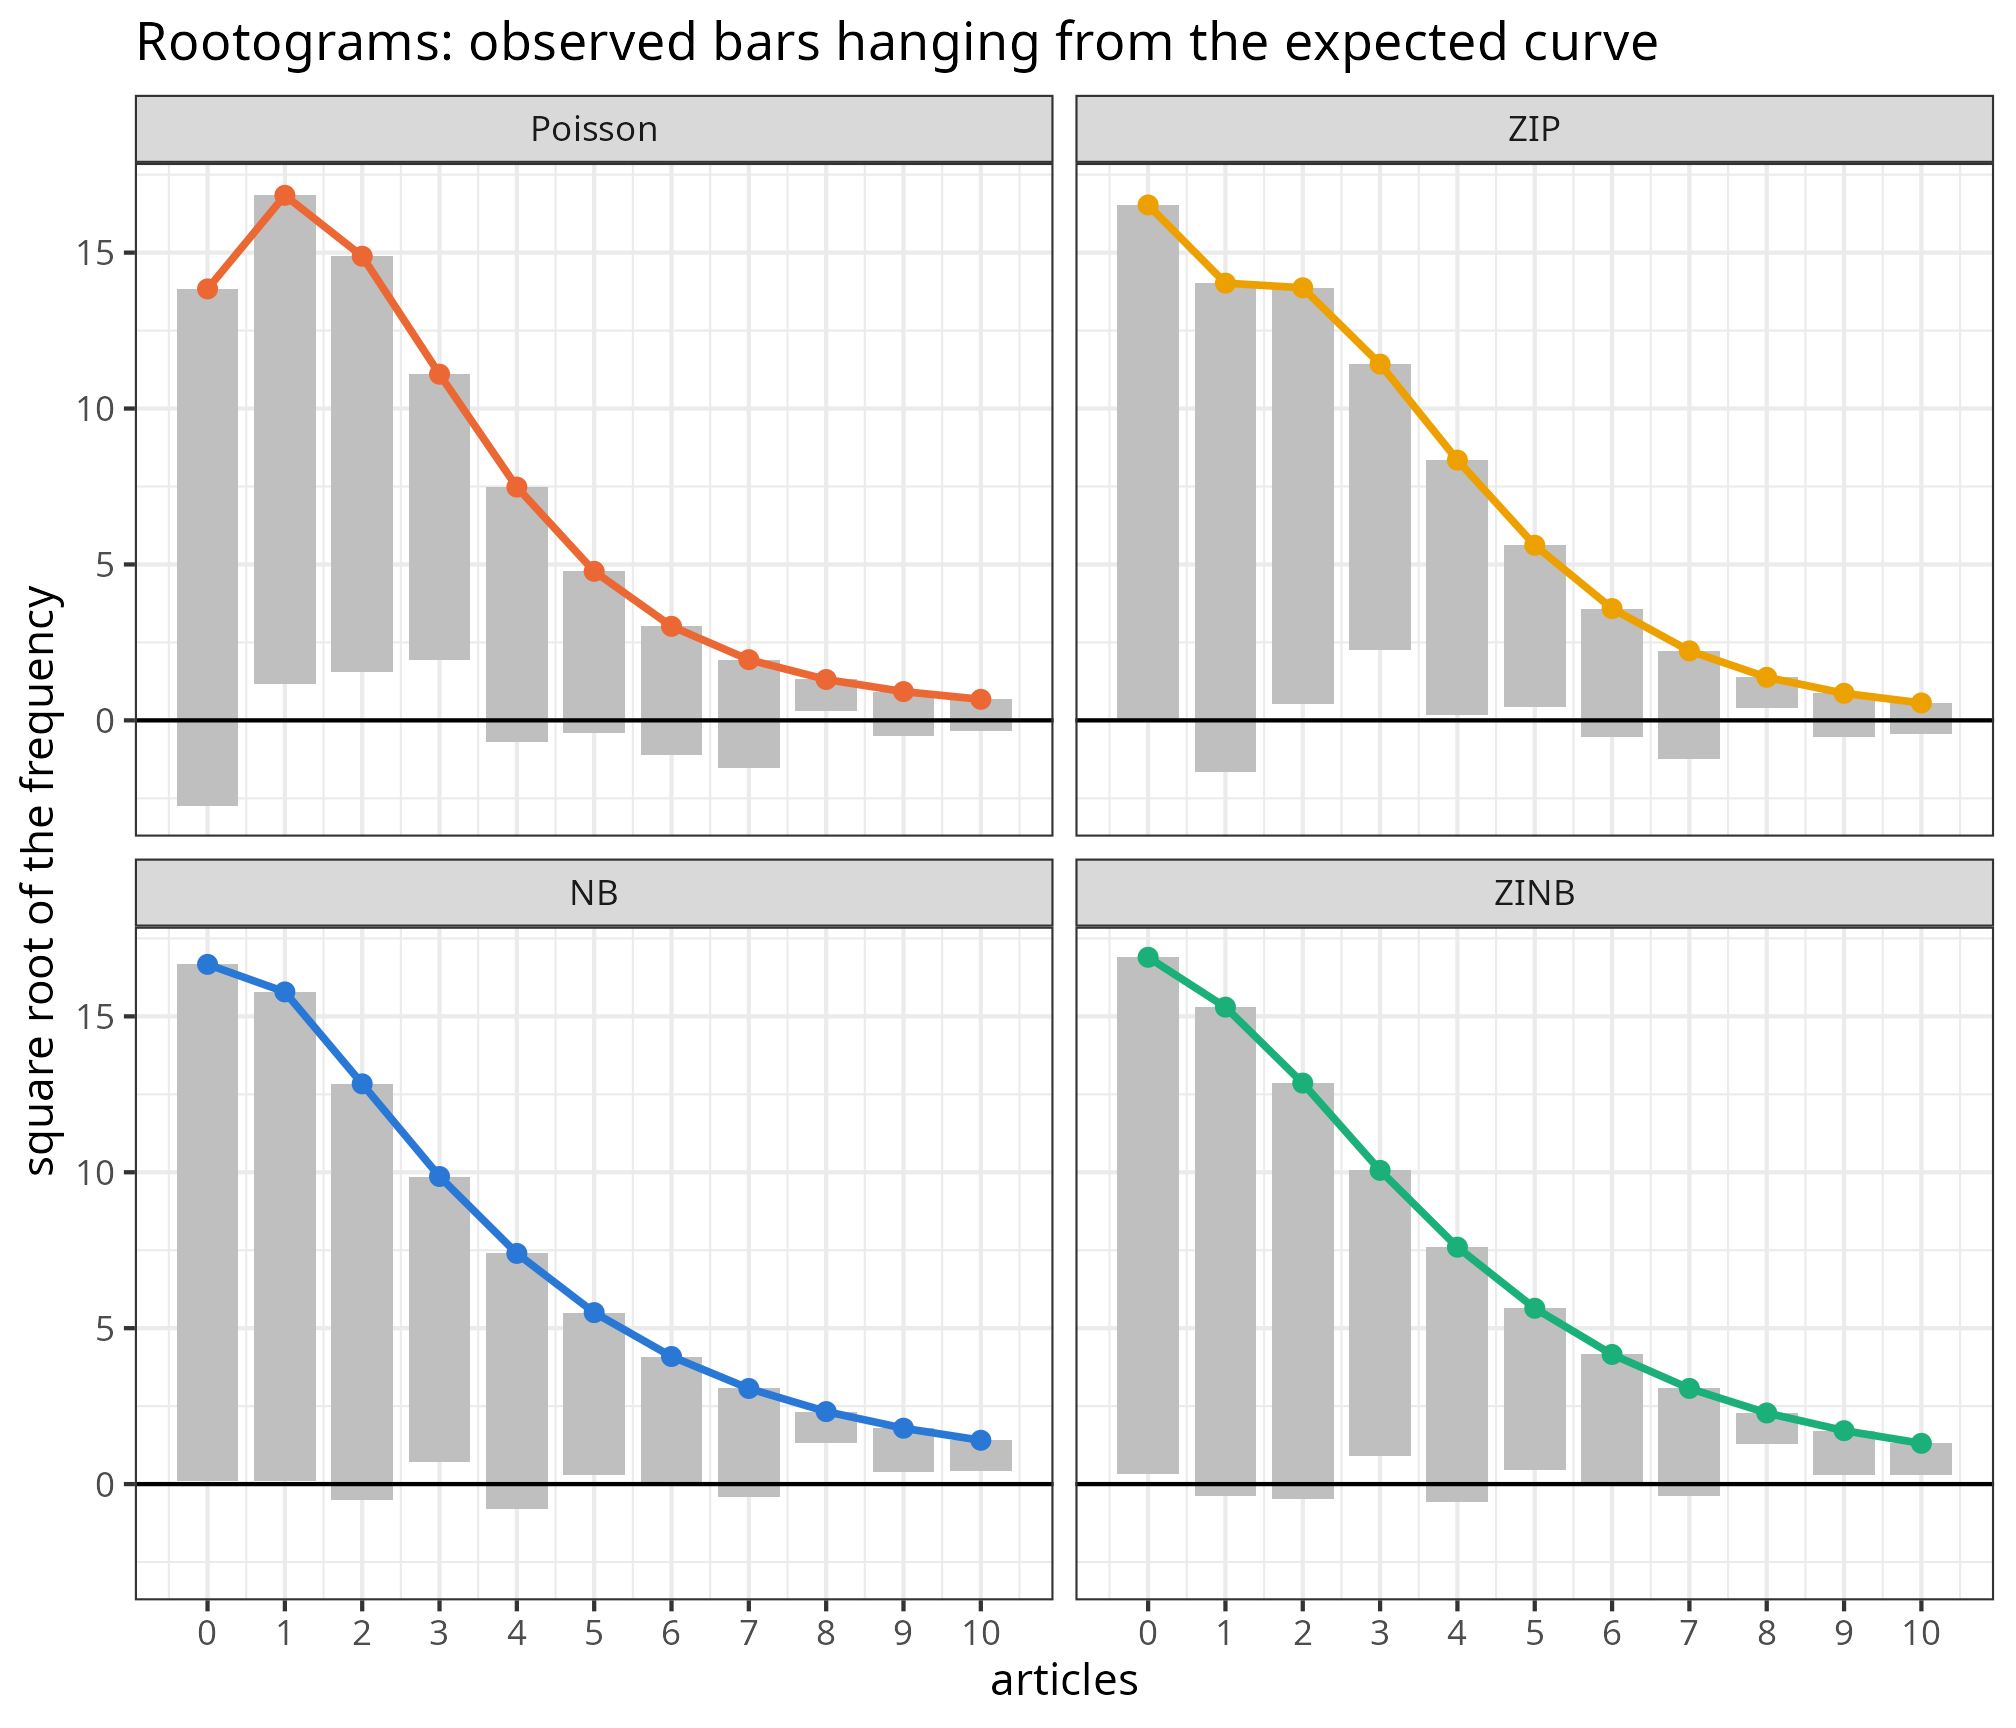 Rootograms: observed bars hanging from the expected curve
Poisson
ZIP
15
10
5
0
NB
ZINB
15
10
5
0
0 1 2 3 4 5 6 7 8 9 10
0 1 2 3 4 5 6 7 8 9 10
articles
square root of the frequency